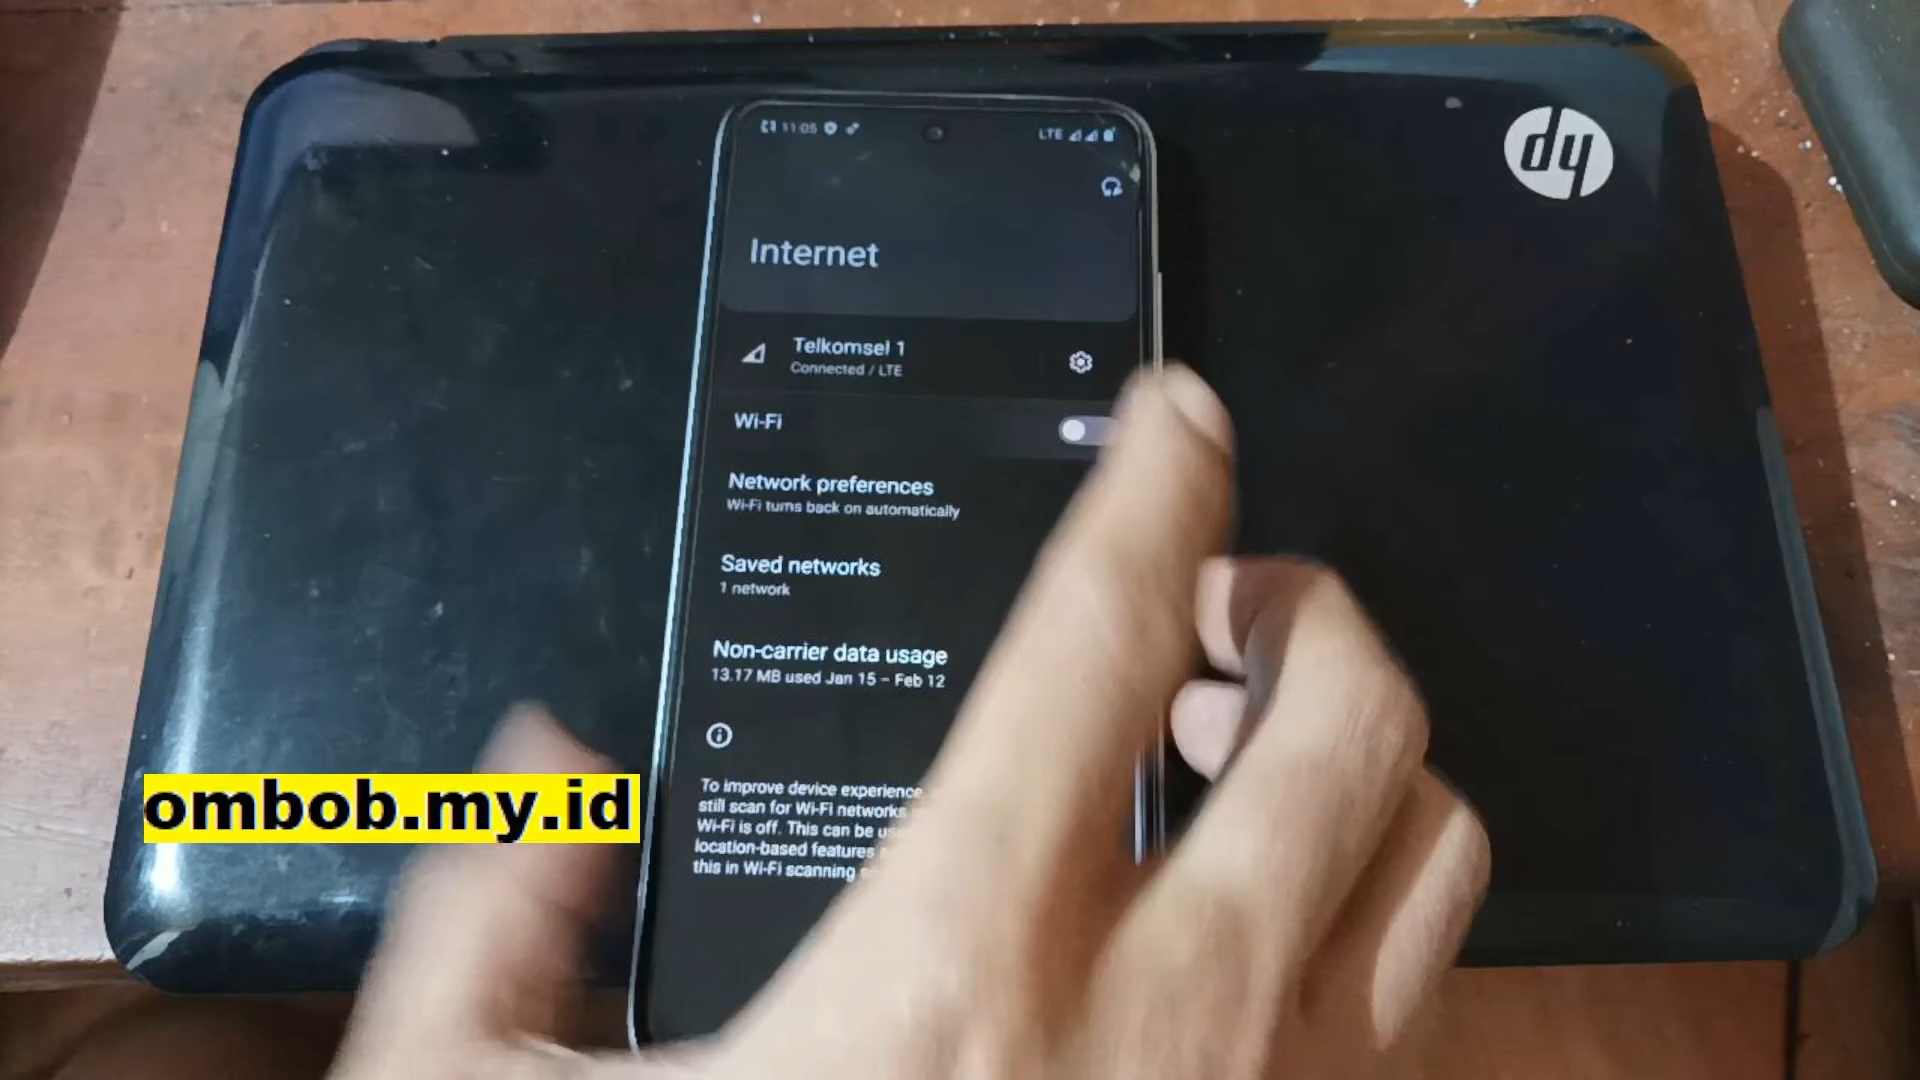 11:05
LTE
hp
Internet
Telkomsel 1
Connected / LTE
Wi-Fi
Network preferences
Wi-Fi turns back on automatically
Saved networks
1 network
Non-carrier data usage
13.17 MB used Jan 15 – Feb 12
To improve device experience,
still scan for Wi-Fi networks
Wi-Fi is off. This can be
location-based features
this in Wi-Fi scanning
ombob.my.id